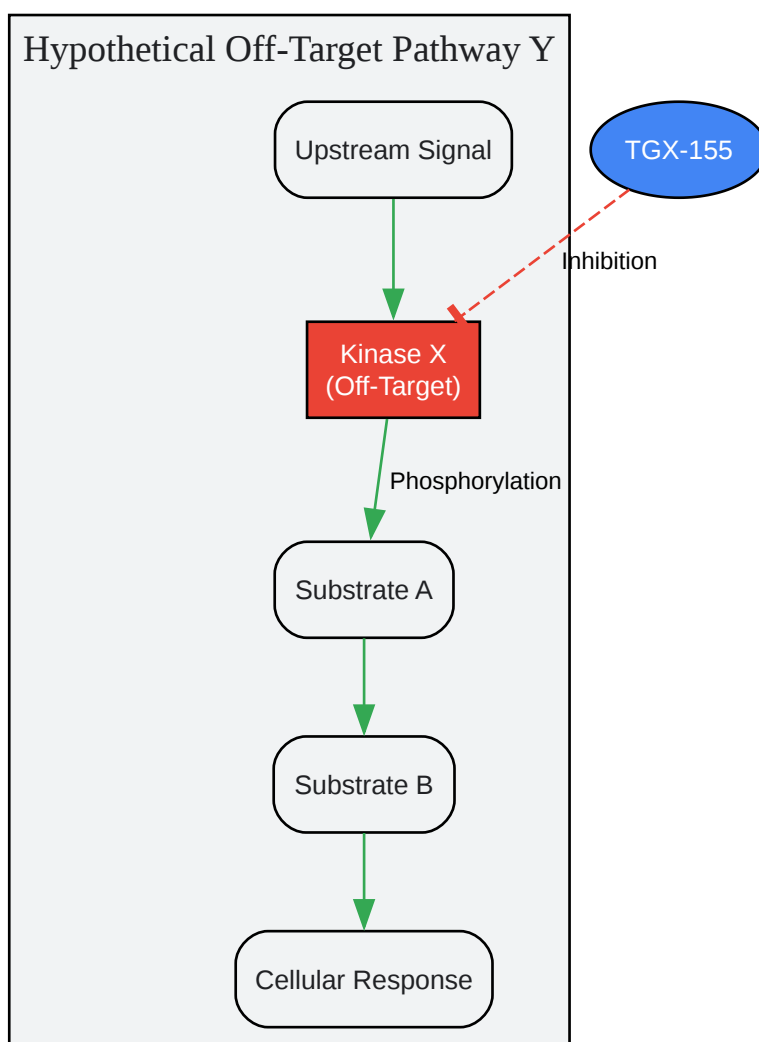 Hypothetical Off-Target Pathway Y
Upstream Signal
TGX-155
Inhibition
Kinase X
(Off-Target)
Phosphorylation
Substrate A
Substrate B
Cellular Response